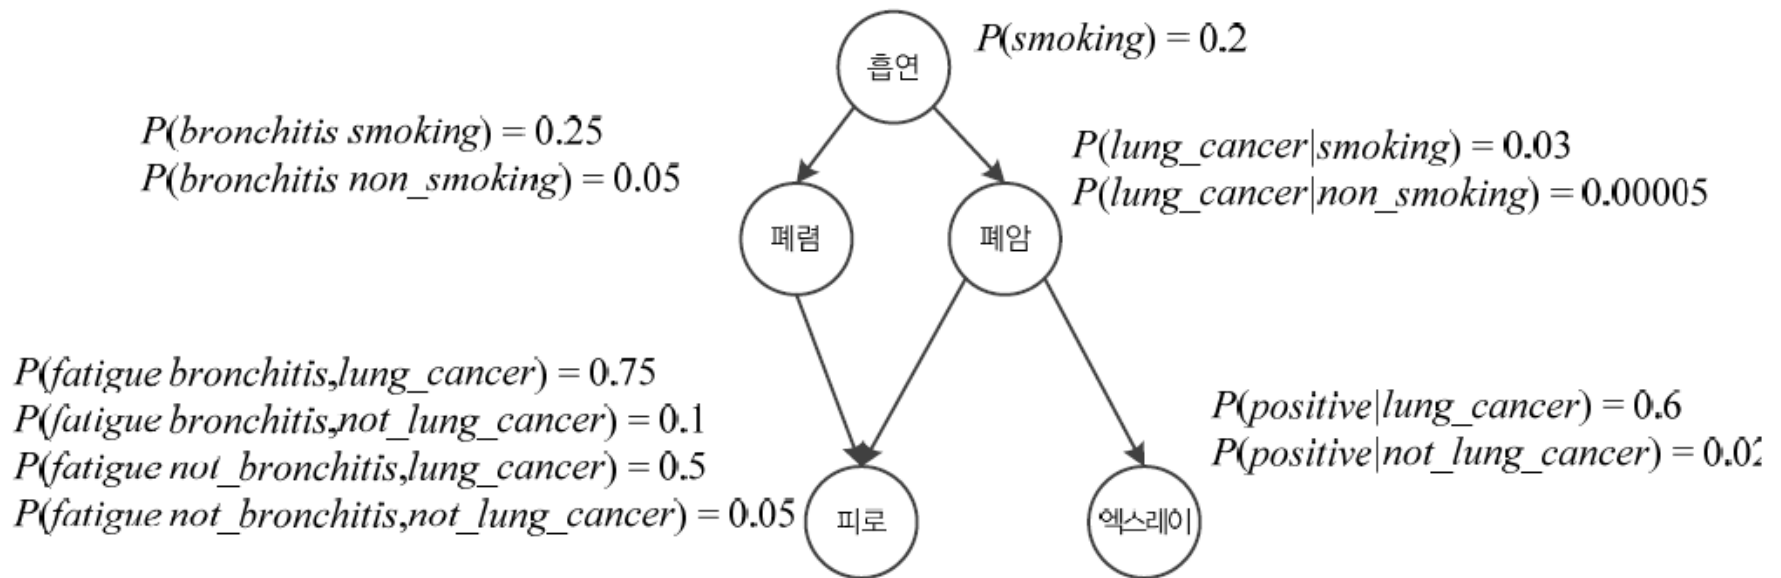 흡연
P(smoking) = 0.2
P(bronchitis smoking) = 0.25
P(bronchitis non_smoking) = 0.05
P(lung_cancer|smoking) = 0.03
P(lung_cancer|non_smoking) = 0.00005
폐렴
폐암
P(fatigue bronchitis,lung_cancer) = 0.75
P(fatigue bronchitis,not_lung_cancer) = 0.1
P(fatigue not_bronchitis,lung_cancer) = 0.5
P(fatigue not_bronchitis,not_lung_cancer) = 0.05
P(positive|lung_cancer) = 0.6
P(positive|not_lung_cancer) = 0.02
피로
엑스레이